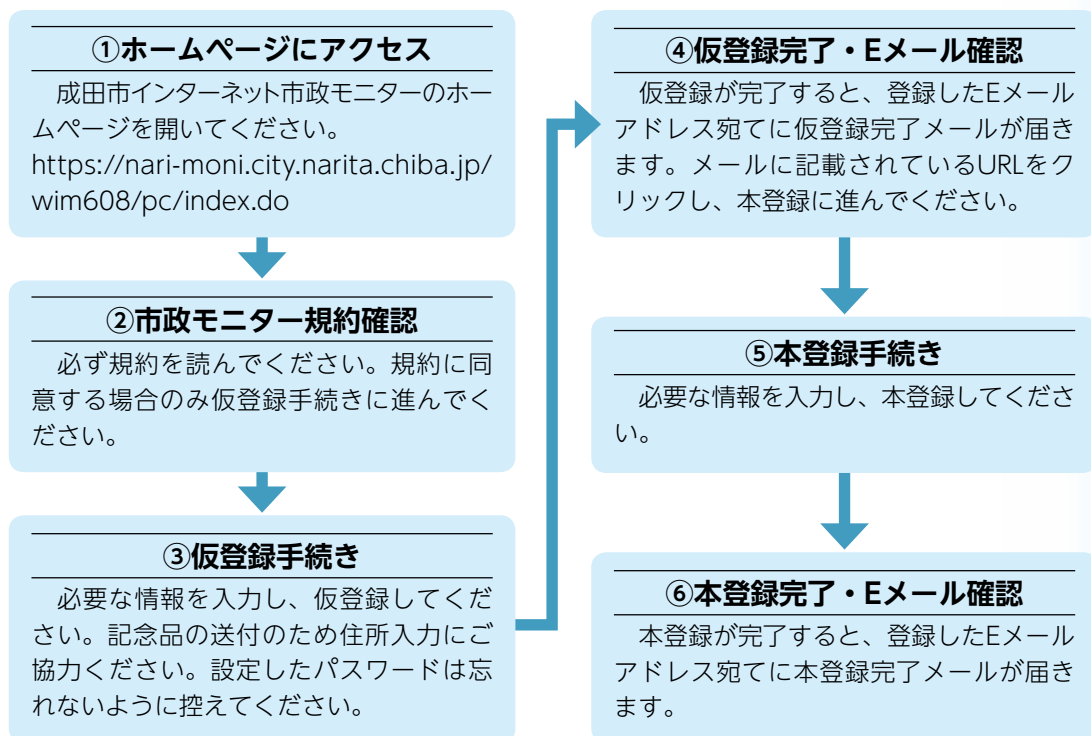 ①ホームページにアクセス
成田市インターネット市政モニターのホー
ムページを開いてください。
https://nari-moni.city.narita.chiba.jp/
wim608/pc/index.do
②市政モニター規約確認
必ず規約を読んでください。規約に同
意する場合のみ仮登録手続きに進んでく
ださい。
③仮登録手続き
必要な情報を入力し、仮登録してくだ
さい。記念品の送付のため住所入力にご
協力ください。設定したパスワードは忘
れないように控えてください。
④仮登録完了・Eメール確認
仮登録が完了すると、登録したEメール
アドレス宛てに仮登録完了メールが届き
ます。メールに記載されているURLをク
リックし、本登録に進んでください。
⑤本登録手続き
必要な情報を入力し、本登録してくださ
い。
⑥本登録完了・Eメール確認
本登録が完了すると、登録したEメール
アドレス宛てに本登録完了メールが届き
ます。